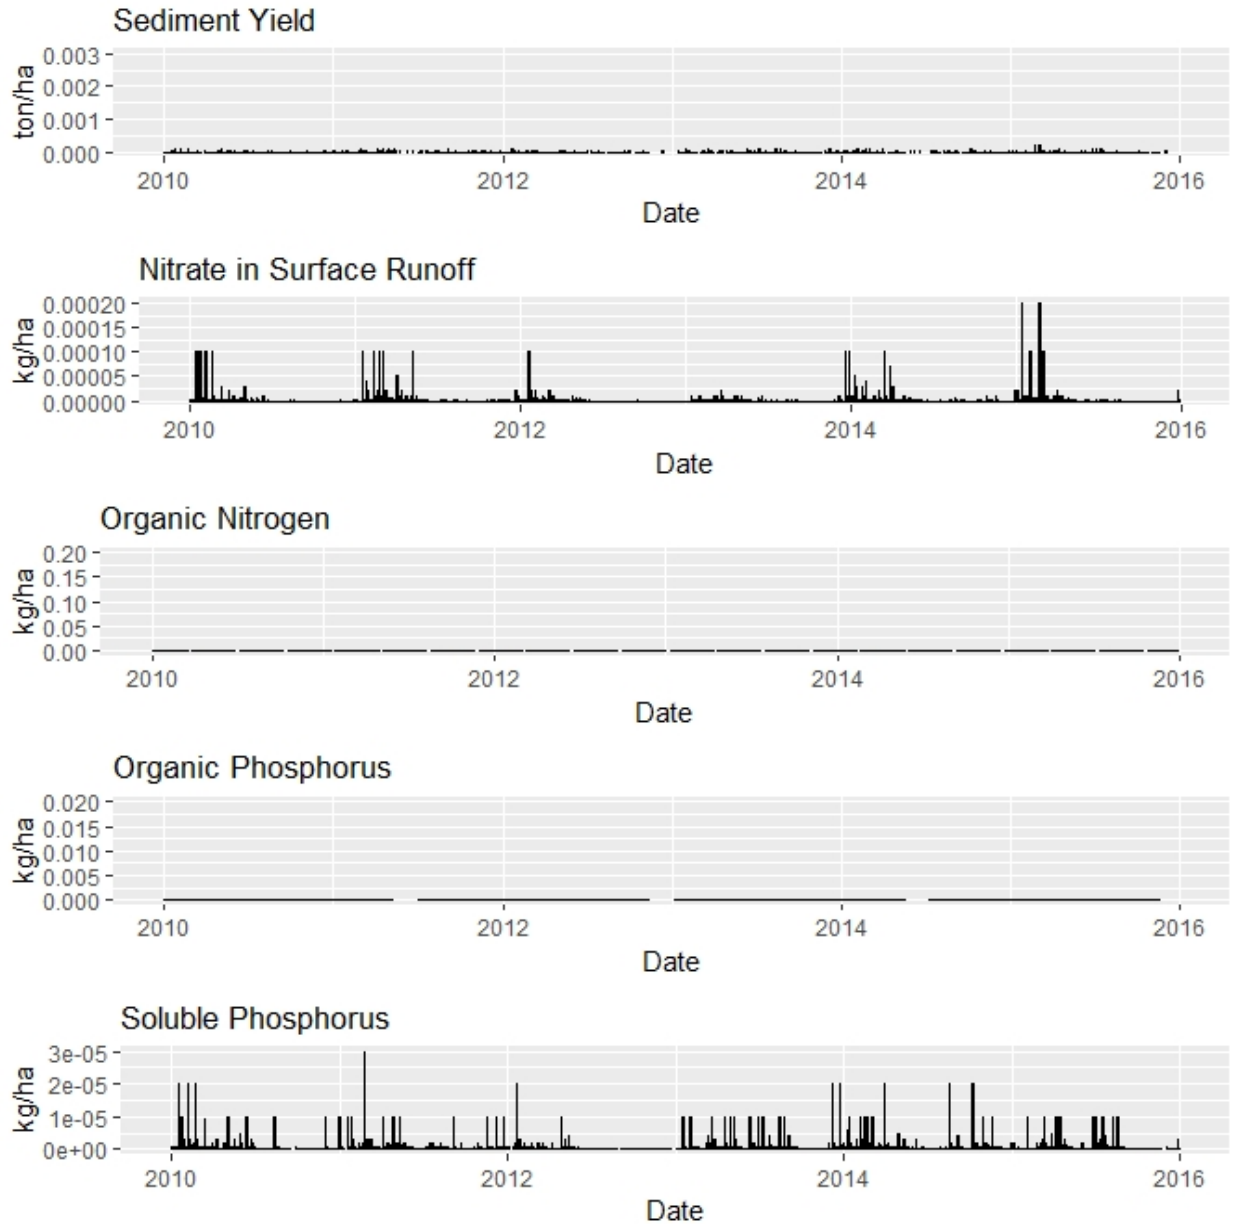 Sediment Yield
ton/ha
0.003
0.002
0.001
0.000
2010 2012 2014 2016
Date
Nitrate in Surface Runoff
kg/ha
0.00020
0.00015
0.00010
0.00005
0.00000
2010 2012 2014 2016
Date
Organic Nitrogen
kg/ha
0.20
0.15
0.10
0.05
0.00
2010 2012 2014 2016
Date
Organic Phosphorus
kg/ha
0.020
0.015
0.010
0.005
0.000
2010 2012 2014 2016
Date
Soluble Phosphorus
kg/ha
3e-05
2e-05
1e-05
0e+00
2010 2012 2014 2016
Date